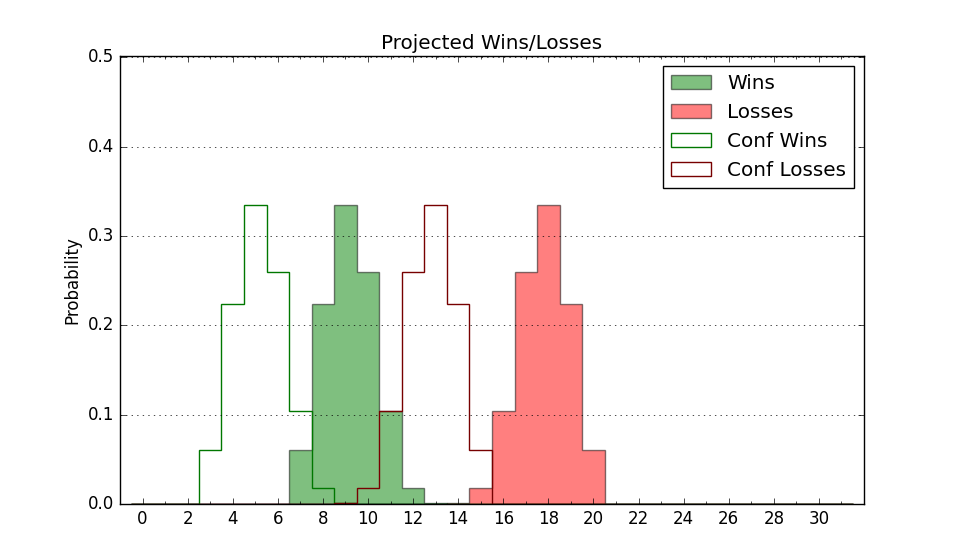 Projected Wins/Losses
0.5
0.4
0.3
0.2
0.1
0.0
Probability
Wins
Losses
Conf Wins
Conf Losses
0 2 4 6 8 10 12 14 16 18 20 22 24 26 28 30